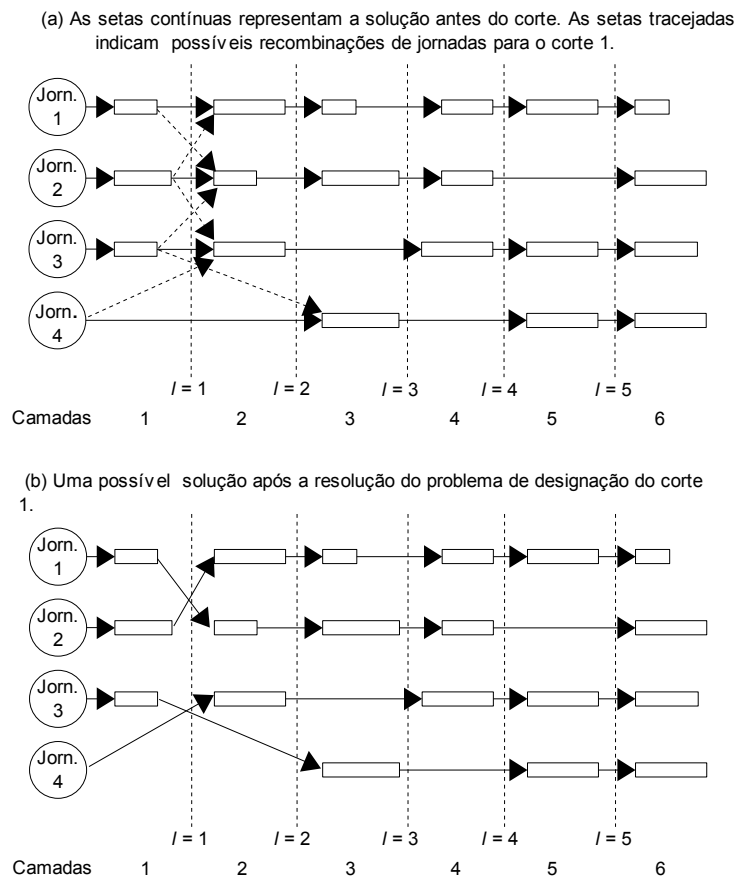 (a) As setas contínuas representam a solução antes do corte. As setas tracejadas
indicam possíveis recombinações de jornadas para o corte 1.
Jorn.
1
Jorn.
2
Jorn.
3
Jorn.
4
l = 1 l = 2 l = 3 l = 4 l = 5
Camadas 1 2 3 4 5 6
(b) Uma possível solução após a resolução do problema de designação do corte
1.
Jorn.
1
Jorn.
2
Jorn.
3
Jorn.
4
l = 1 l = 2 l = 3 l = 4 l = 5
Camadas 1 2 3 4 5 6